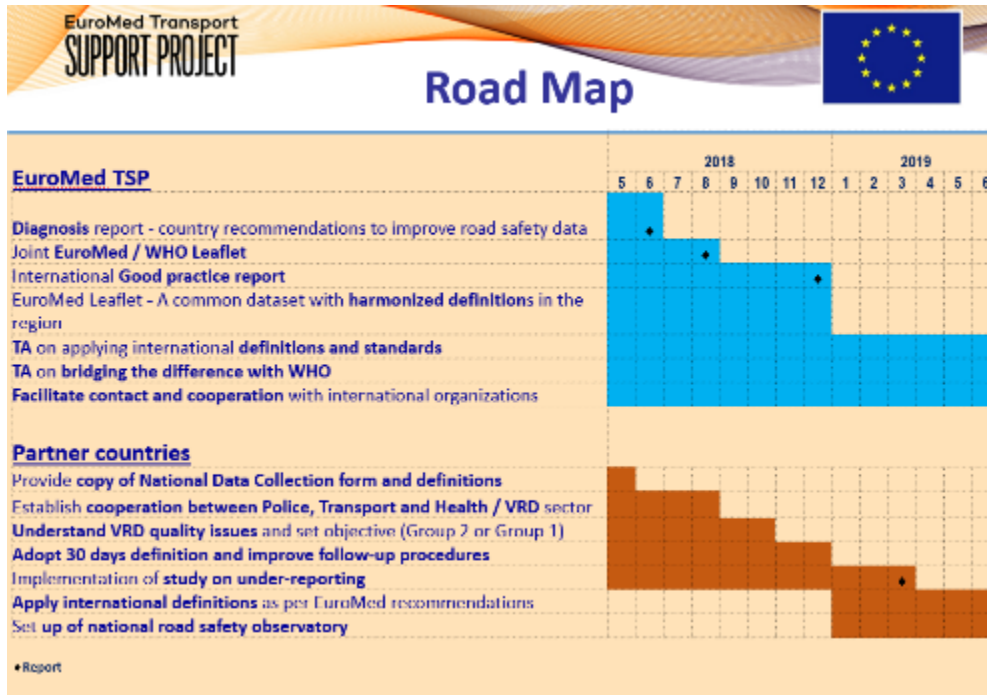 EuroMed Transport
SUPPORT PROJECT
Road Map
2018 2019
EuroMed TSP
5 6 7 8 9 10 11 12 1 2 3 4 5 6
Diagnosis report - country recommendations to improve road safety data
Joint EuroMed / WHO Leaflet
International Good practice report
EuroMed Leaflet - A common dataset with harmonized definitions in the
region
TA on applying international definitions and standards
TA on bridging the difference with WHO
Facilitate contact and cooperation with international organizations
Partner countries
Provide copy of National Data Collection form and definitions
Establish cooperation between Police, Transport and Health / VRD sector
Understand VRD quality issues and set objective (Group 2 or Group 1)
Adopt 30 days definition and improve follow-up procedures
Implementation of study on under-reporting
Apply international definitions as per EuroMed recommendations
Set up of national road safety observatory
♦Report